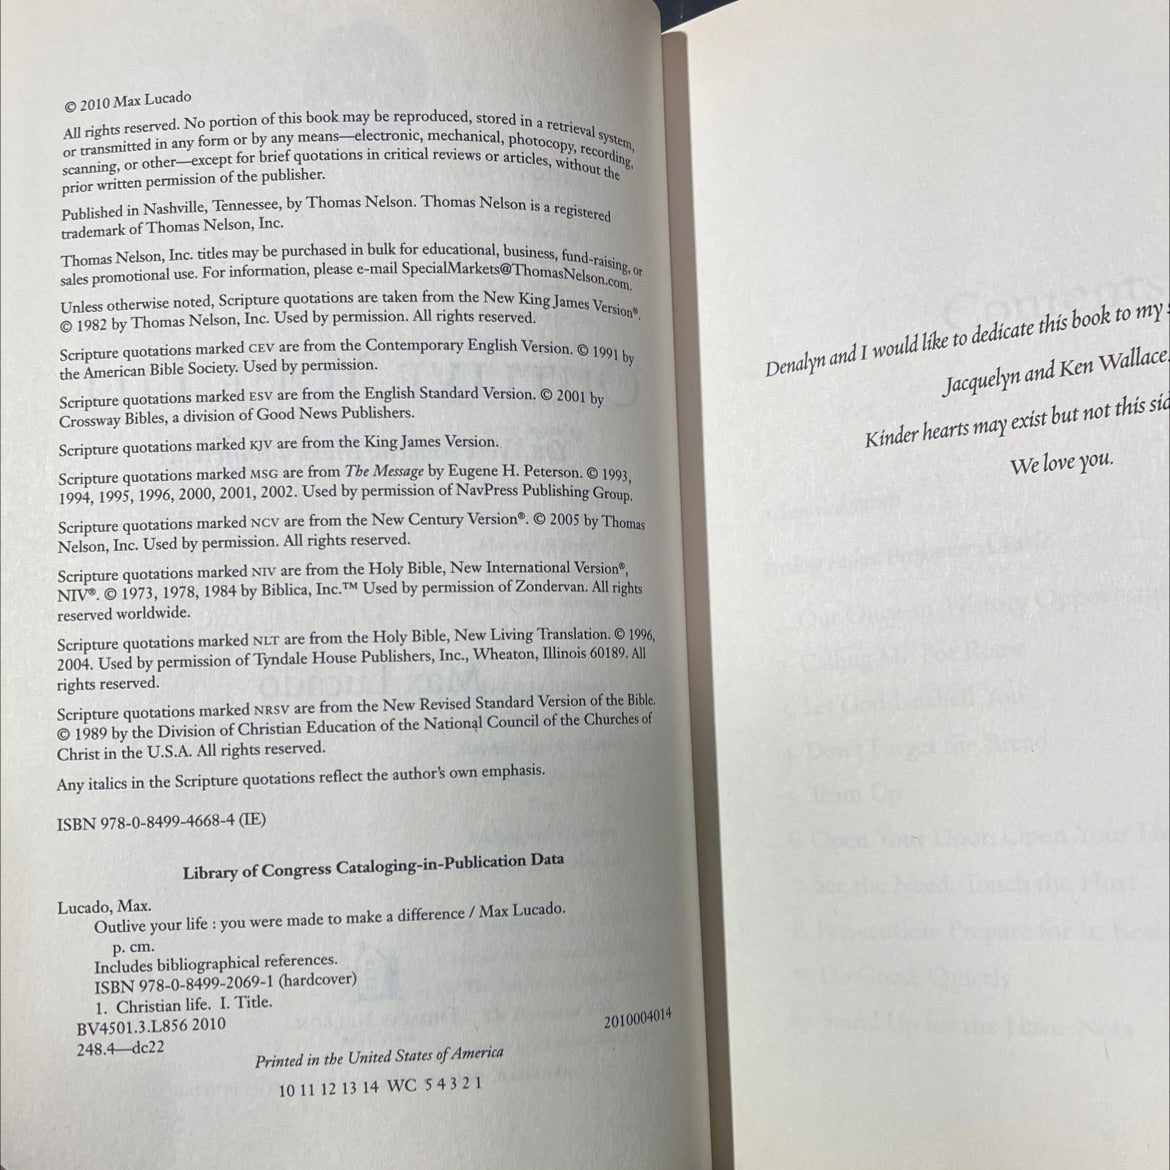 © 2010 Max Lucado
All rights reserved. No portion of this book may be reproduced, stored in a retrieval system,
or transmitted in any form or by any means—electronic, mechanical, photocopy, recording,
scanning, or other—except for brief quotations in critical reviews or articles, without the
prior written permission of the publisher.
Published in Nashville, Tennessee, by Thomas Nelson. Thomas Nelson is a registered
trademark of Thomas Nelson, Inc.
Thomas Nelson, Inc. titles may be purchased in bulk for educational, business, fund-raising, or
sales promotional use. For information, please e-mail SpecialMarkets@ThomasNelson.com.
Unless otherwise noted, Scripture quotations are taken from the New King James Version®.
© 1982 by Thomas Nelson, Inc. Used by permission. All rights reserved.
Scripture quotations marked CEV are from the Contemporary English Version. © 1991 by
the American Bible Society. Used by permission.
Scripture quotations marked ESV are from the English Standard Version. © 2001 by
Crossway Bibles, a division of Good News Publishers.
Scripture quotations marked KJV are from the King James Version.
Scripture quotations marked MSG are from The Message by Eugene H. Peterson. © 1993,
1994, 1995, 1996, 2000, 2001, 2002. Used by permission of NavPress Publishing Group.
Scripture quotations marked NCV are from the New Century Version®. © 2005 by Thomas
Nelson, Inc. Used by permission. All rights reserved.
Scripture quotations marked NIV are from the Holy Bible, New International Version®,
NIV®. © 1973, 1978, 1984 by Biblica, Inc.™ Used by permission of Zondervan. All rights
reserved worldwide.
Scripture quotations marked NLT are from the Holy Bible, New Living Translation. © 1996,
2004. Used by permission of Tyndale House Publishers, Inc., Wheaton, Illinois 60189. All
rights reserved.
Scripture quotations marked NRSV are from the New Revised Standard Version of the Bible.
© 1989 by the Division of Christian Education of the National Council of the Churches of
Christ in the U.S.A. All rights reserved.
Any italics in the Scripture quotations reflect the author's own emphasis.
ISBN 978-0-8499-4668-4 (IE)
Library of Congress Cataloging-in-Publication Data
Lucado, Max.
Outlive your life : you were made to make a difference / Max Lucado.
p. cm.
Includes bibliographical references.
ISBN 978-0-8499-2069-1 (hardcover)
1. Christian life. I. Title.
BV4501.3.L856 2010
248.4—dc22
2010004014
Printed in the United States of America
10 11 12 13 14 WC 5 4 3 2 1
Denalyn and I would like to dedicate this book to my
Jacquelyn and Ken Wallace.
Kinder hearts may exist but not this
We love you.